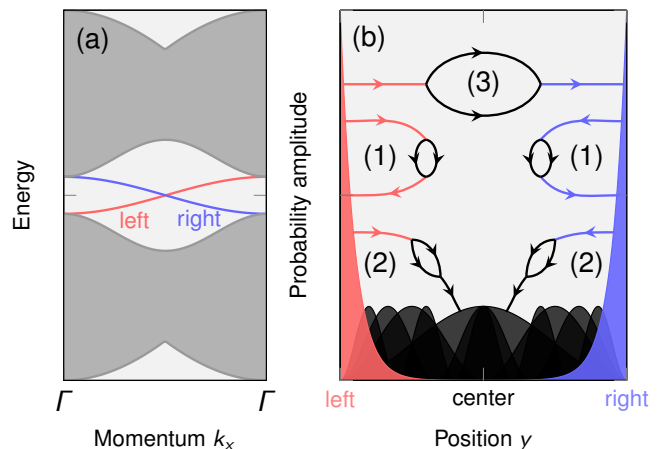 (a)
Energy
left
right
Γ
Γ
Momentum kₓ
(b)
Probability amplitude
(3)
(1)
(1)
(2)
(2)
left
center
right
Position y